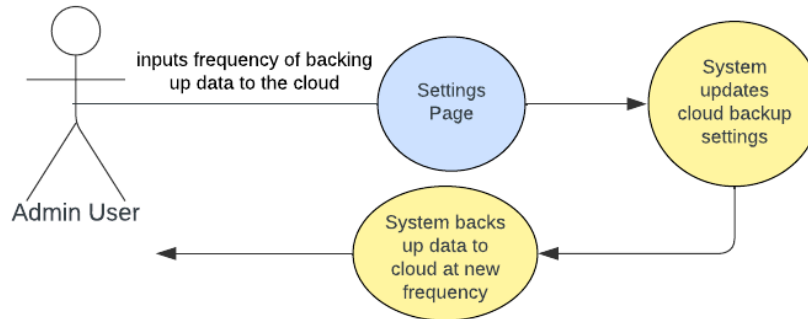 inputs frequency of backing
up data to the cloud
Settings
Page
System
updates
cloud backup
settings
Admin User
System backs
up data to
cloud at new
frequency